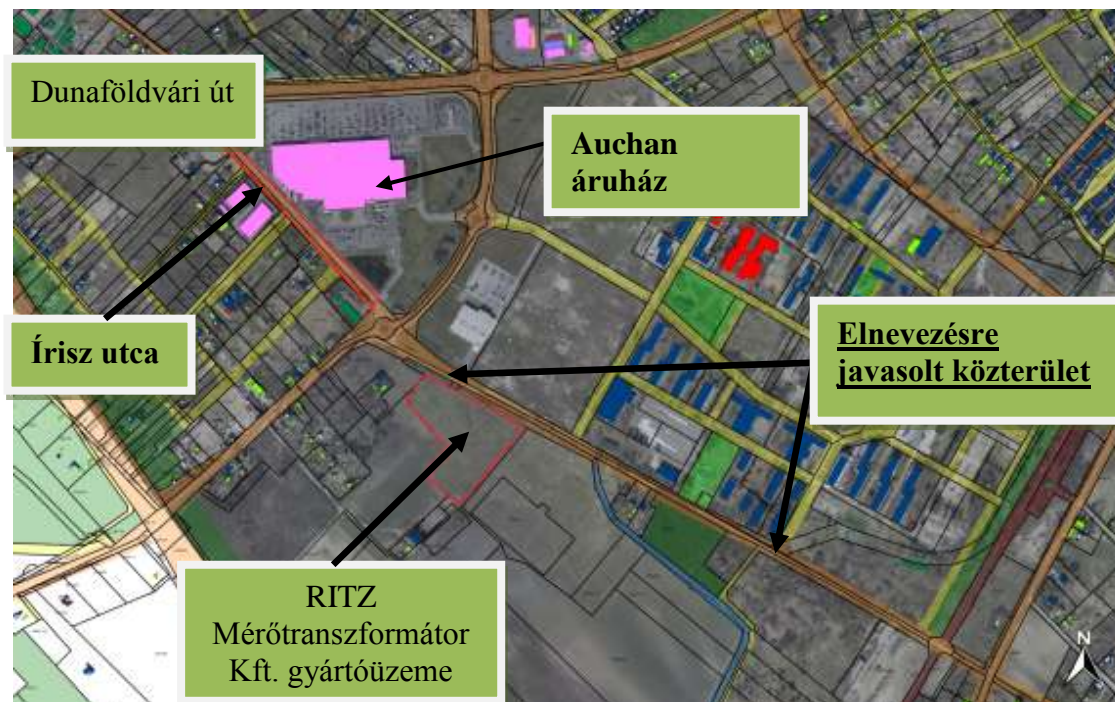 Dunaföldvári út
Auchan
áruház
Írisz utca
Elnevezésre
javasolt közterület
RITZ
Mérőtranszformátor
Kft. gyártóüzeme
N